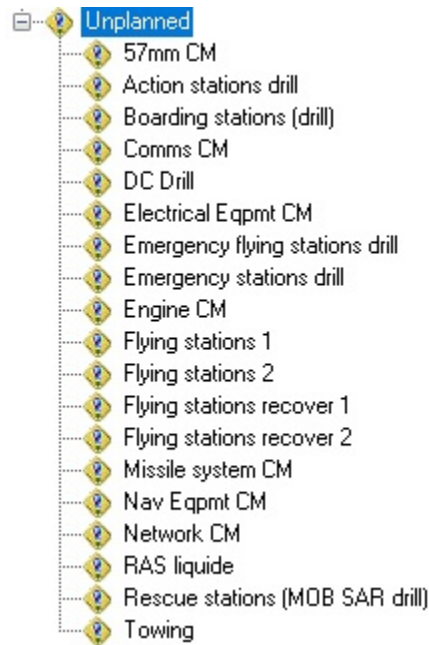 Unplanned
57mm CM
Action stations drill
Boarding stations (drill)
Comms CM
DC Drill
Electrical Eqpmt CM
Emergency flying stations drill
Emergency stations drill
Engine CM
Flying stations 1
Flying stations 2
Flying stations recover 1
Flying stations recover 2
Missile system CM
Nav Eqpmt CM
Network CM
RAS liquide
Rescue stations (MOB SAR drill)
Towing